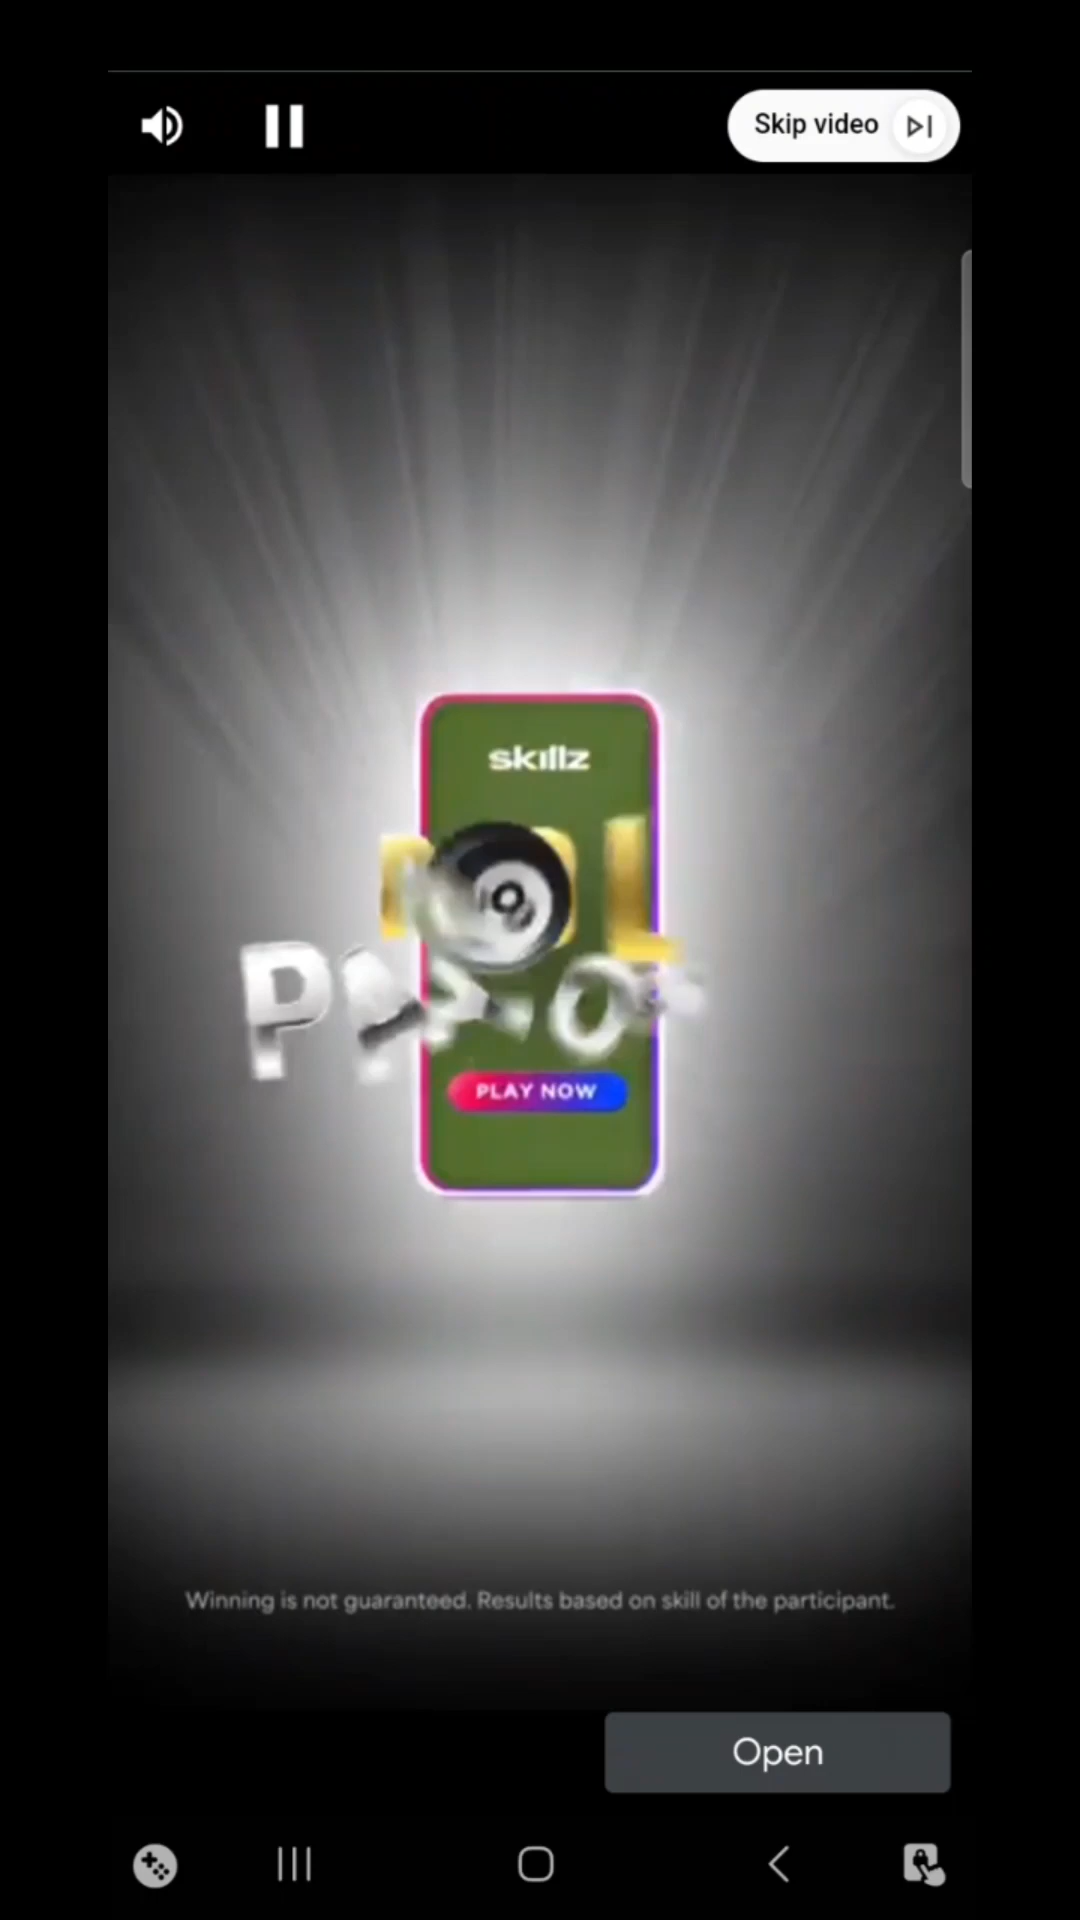 Skip video
skillz
PLAY NOW
Winning is not guaranteed. Results based on skill of the participant.
Open